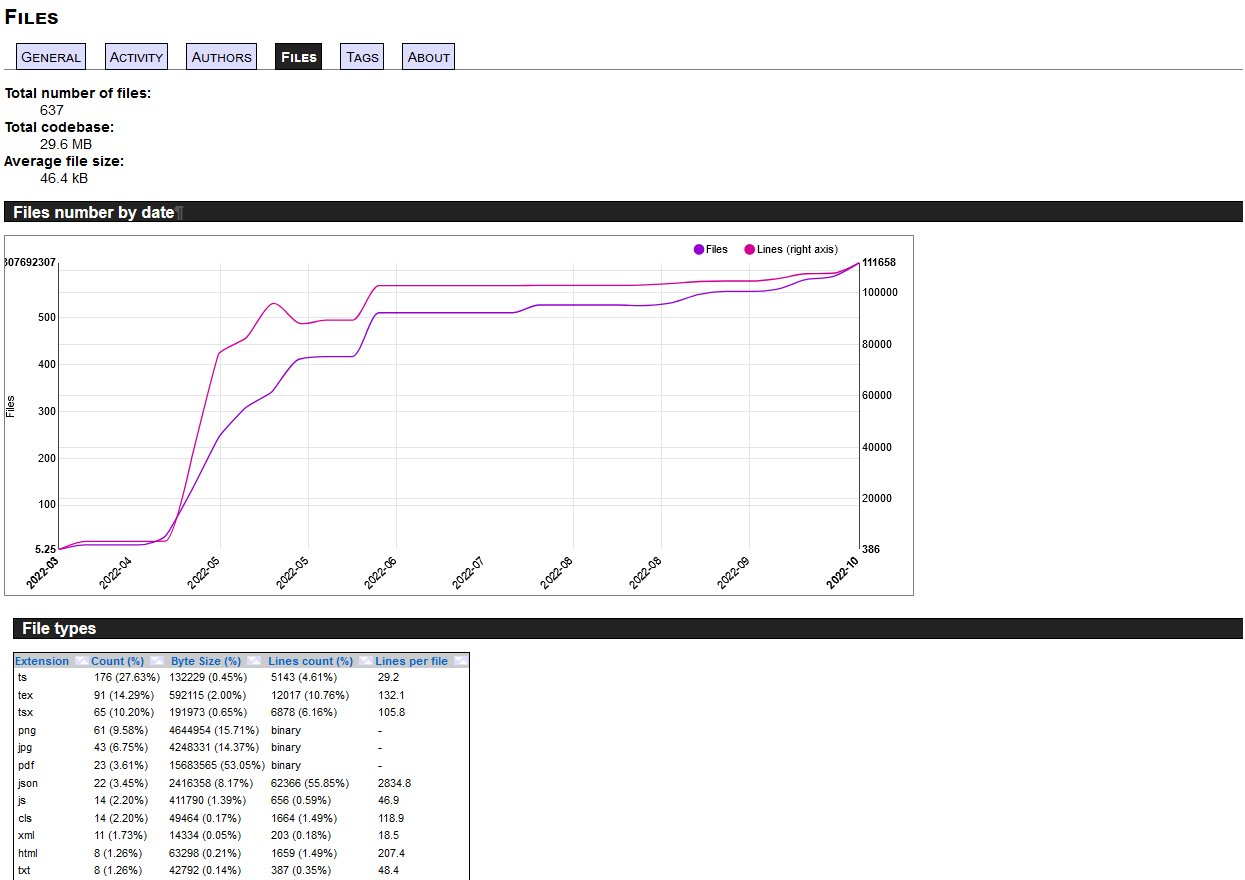 Files
General Activity Authors Files Tags About
Total number of files:
637
Total codebase:
29.6 MB
Average file size:
46.4 kB
Files number by date¶
Files Lines (right axis)
307692307
500
400
300
200
100
5.25
Files
111658
100000
80000
60000
40000
20000
386
2022-03 2022-04 2022-05 2022-05 2022-06 2022-07 2022-08 2022-08 2022-09 2022-10
File types
Extension Count (%) Byte Size (%) Lines count (%) Lines per file
ts 176 (27.63%) 132229 (0.45%) 5143 (4.61%) 29.2
tex 91 (14.29%) 592115 (2.00%) 12017 (10.76%) 132.1
tsx 65 (10.20%) 191973 (0.65%) 6878 (6.16%) 105.8
png 61 (9.58%) 4644954 (15.71%) binary -
jpg 43 (6.75%) 4248331 (14.37%) binary -
pdf 23 (3.61%) 15683565 (53.05%) binary -
json 22 (3.45%) 2416358 (8.17%) 62366 (55.85%) 2834.8
js 14 (2.20%) 411790 (1.39%) 656 (0.59%) 46.9
cls 14 (2.20%) 49464 (0.17%) 1664 (1.49%) 118.9
xml 11 (1.73%) 14334 (0.05%) 203 (0.18%) 18.5
html 8 (1.26%) 63298 (0.21%) 1659 (1.49%) 207.4
txt 8 (1.26%) 42792 (0.14%) 387 (0.35%) 48.4